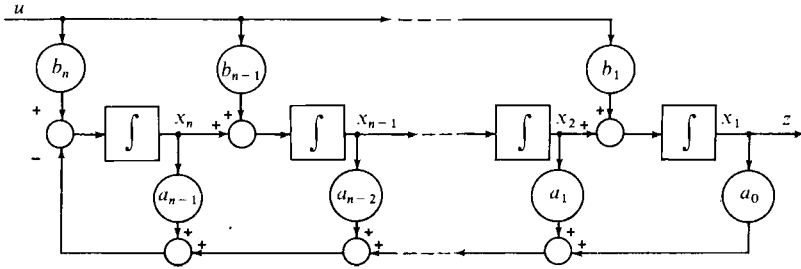 u
b_n b_{n-1} b_1
+ + + + +
∫ x_n ∫ x_{n-1} ∫ x_2 ∫ x_1 z
−
a_{n-1} a_{n-2} a_1 a_0
+ + + + + +